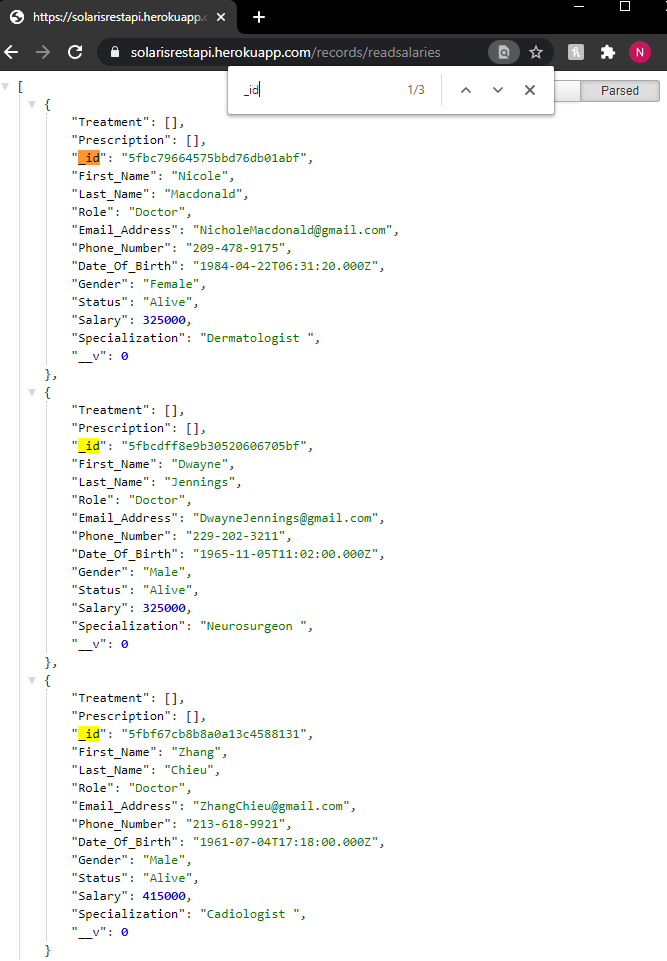 https://solarisrestapi.herokuapp.c
solarisrestapi.herokuapp.com/records/readsalaries
N
_id
1/3
Parsed
[
{
"Treatment": [],
"Prescription": [],
"_id": "5fbc79664575bbd76db01abf",
"First_Name": "Nicole",
"Last_Name": "Macdonald",
"Role": "Doctor",
"Email_Address": "NicholeMacdonald@gmail.com",
"Phone_Number": "209-478-9175",
"Date_Of_Birth": "1984-04-22T06:31:20.000Z",
"Gender": "Female",
"Status": "Alive",
"Salary": 325000,
"Specialization": "Dermatologist ",
"__v": 0
},
{
"Treatment": [],
"Prescription": [],
"_id": "5fbcdff8e9b30520606705bf",
"First_Name": "Dwayne",
"Last_Name": "Jennings",
"Role": "Doctor",
"Email_Address": "DwayneJennings@gmail.com",
"Phone_Number": "229-202-3211",
"Date_Of_Birth": "1965-11-05T11:02:00.000Z",
"Gender": "Male",
"Status": "Alive",
"Salary": 325000,
"Specialization": "Neurosurgeon ",
"__v": 0
},
{
"Treatment": [],
"Prescription": [],
"_id": "5fbf67cb8b8a0a13c4588131",
"First_Name": "Zhang",
"Last_Name": "Chieu",
"Role": "Doctor",
"Email_Address": "ZhangChieu@gmail.com",
"Phone_Number": "213-618-9921",
"Date_Of_Birth": "1961-07-04T17:18:00.000Z",
"Gender": "Male",
"Status": "Alive",
"Salary": 415000,
"Specialization": "Cadiologist ",
"__v": 0
}